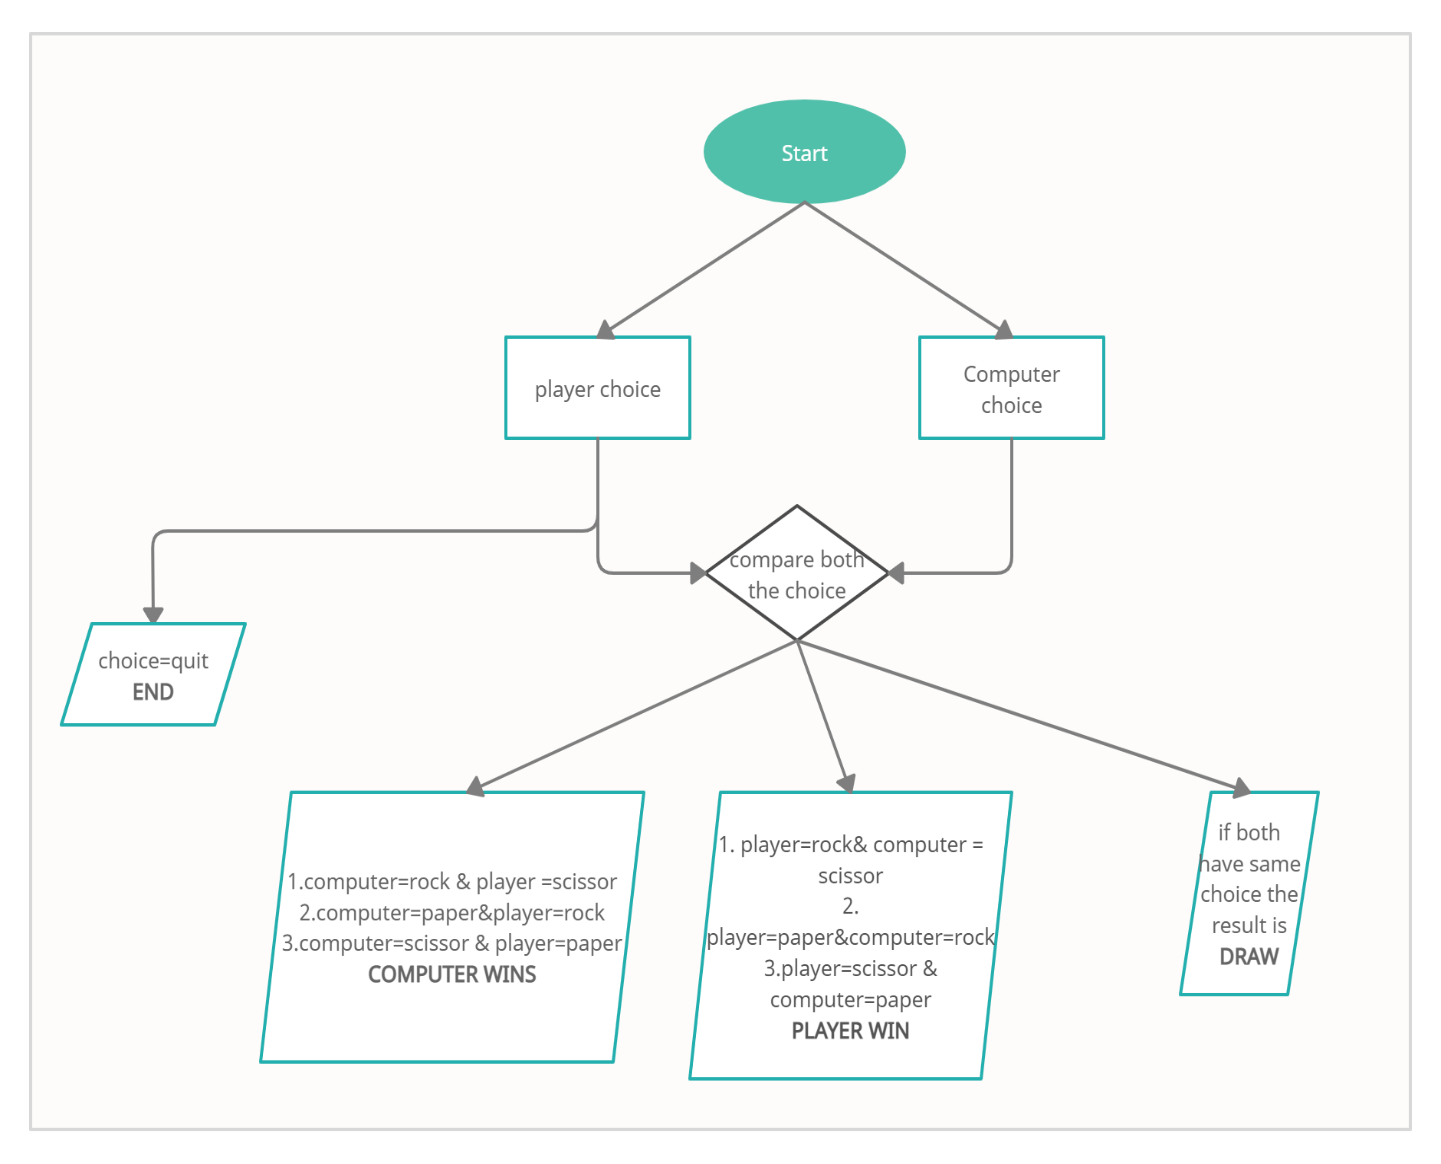 Start
player choice
Computer
choice
compare both
the choice
choice=quit
END
1.computer=rock & player =scissor
2.computer=paper&player=rock
3.computer=scissor & player=paper
COMPUTER WINS
1. player=rock& computer =
scissor
2.
player=paper&computer=rock
3.player=scissor &
computer=paper
PLAYER WIN
if both
have same
choice the
result is
DRAW